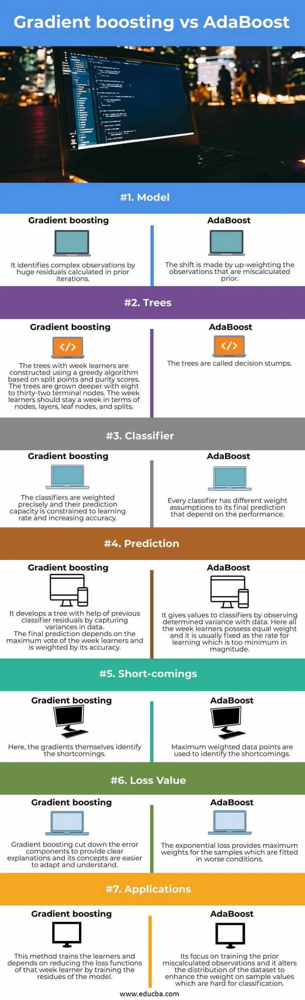 Gradient boosting vs AdaBoost
#1. Model
Gradient boosting
It identifies complex observations by
huge residuals calculated in prior
iterations.
AdaBoost
The shift is made by up-weighting the
observations that are miscalculated
prior.
#2. Trees
Gradient boosting
</>
The trees with week learners are
constructed using a greedy algorithm
based on split points and purity scores.
The trees are grown deeper with eight
to thirty-two terminal nodes. The week
learners should stay a week in terms of
nodes, layers, leaf nodes, and splits.
AdaBoost
</>
The trees are called decision stumps.
#3. Classifier
Gradient boosting
The classifiers are weighted
precisely and their prediction
capacity is constrained to learning
rate and increasing accuracy.
AdaBoost
Every classifier has different weight
assumptions to its final prediction
that depend on the performance.
#4. Prediction
Gradient boosting
It develops a tree with help of previous
classifier residuals by capturing
variances in data.
The final prediction depends on the
maximum vote of the week learners and
is weighted by its accuracy.
AdaBoost
It gives values to classifiers by observing
determined variance with data. Here all
the week learners possess equal weight
and it is usually fixed as the rate for
learning which is too minimum in
magnitude.
#5. Short-comings
Gradient boosting
Here, the gradients themselves identify
the shortcomings.
AdaBoost
Maximum weighted data points are
used to identify the shortcomings.
#6. Loss Value
Gradient boosting
Gradient boosting cut down the error
components to provide clear
explanations and its concepts are easier
to adapt and understand.
AdaBoost
The exponential loss provides maximum
weights for the samples which are fitted
in worse conditions.
#7. Applications
Gradient boosting
This method trains the learners and
depends on reducing the loss functions
of that week learner by training the
residues of the model.
AdaBoost
Its focus on training the prior
miscalculated observations and it alters
the distribution of the dataset to
enhance the weight on sample values
which are hard for classification.
www.educba.com